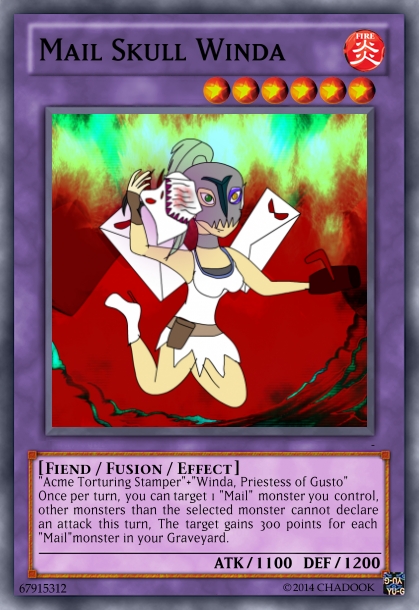 Mail Skull Winda
FIRE
炎
[Fiend / Fusion / Effect]
"Acme Torturing Stamper"+"Winda, Priestess of Gusto"
Once per turn, you can target 1 "Mail" monster you control,
other monsters than the selected monster cannot declare
an attack this turn, The target gains 300 points for each
"Mail"monster in your Graveyard.
ATK / 1100 DEF / 1200
67915312
©2014 CHADOOK